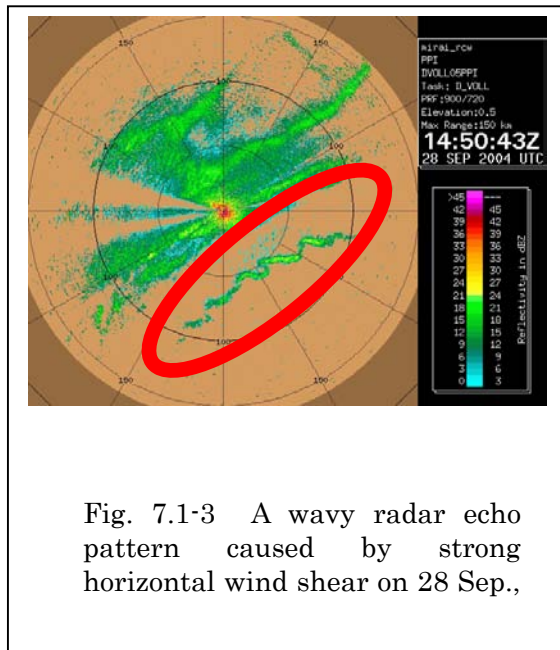 150
150
100
100
100
100
150
150
mirai_rcw
PPI
DVOLL05PPI
Task: D_VOLL
PRF:900/720
Elevation:0.5
Max Range:150 km
14:50:43Z
28 SEP 2004 UTC
>45 ---
42 45
39 42
36 39
33 36
30 33
27 30
24 27
21 24
18 21
15 18
12 15
9 12
6 9
3 6
0 3
Reflectivity in dBZ
Fig. 7.1-3 A wavy radar echo
pattern caused by strong
horizontal wind shear on 28 Sep.,